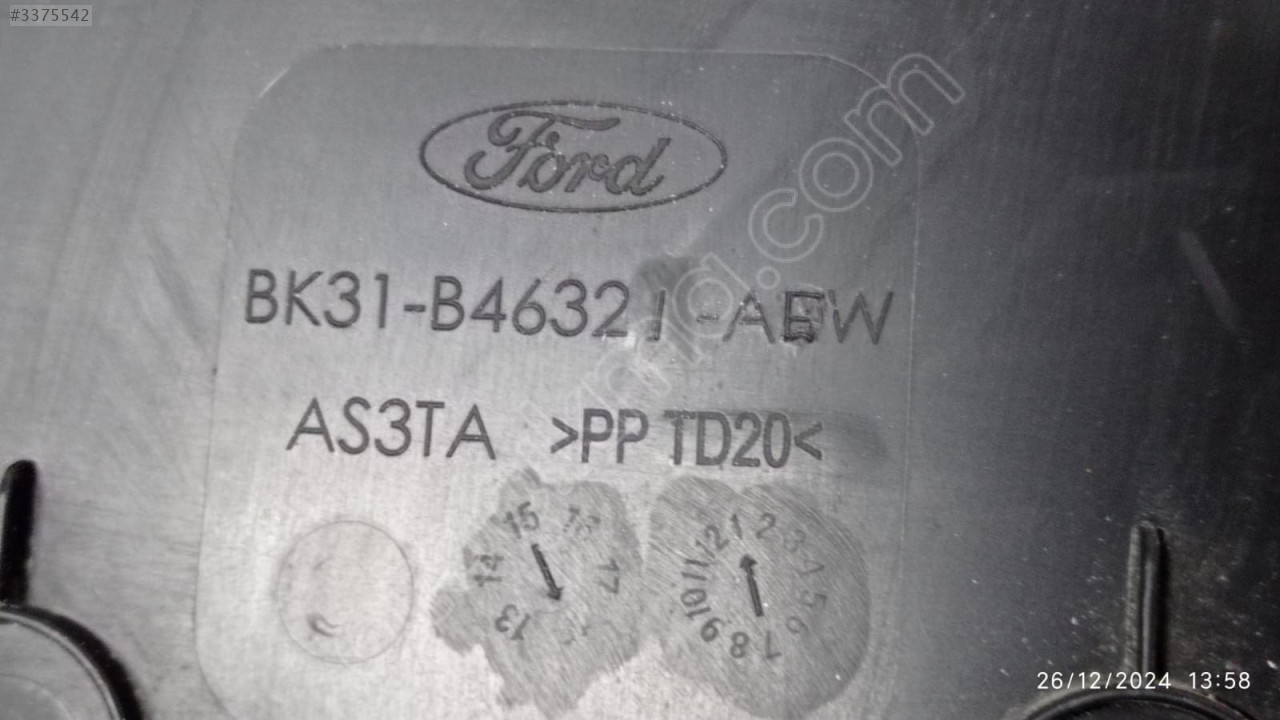 #3375542
Ford
BK31-B46321-AEW
AS3TA >PP TD20<
13 14 15 16 17
1 2 3 4 5 6 7 8 9 10 11 12
26/12/2024 13:58